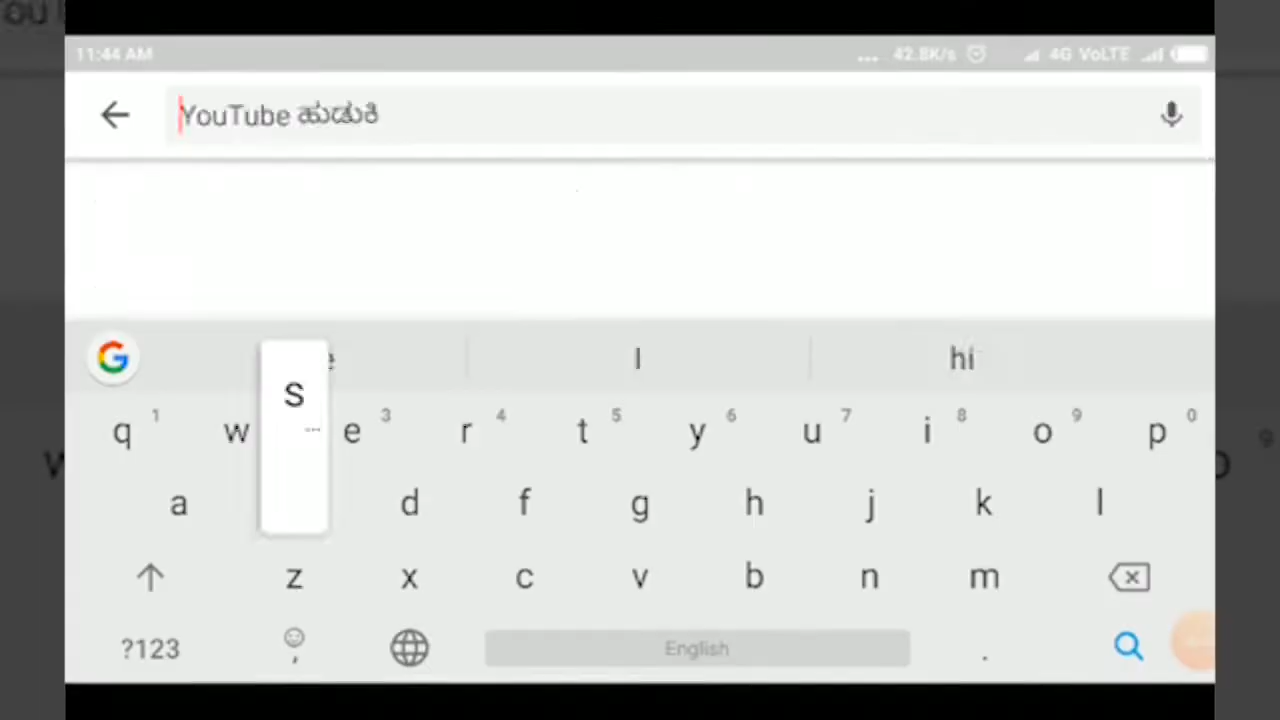 11:44 AM ... 42.8K/s 4G VoLTE
YouTube ಹುಡುಕಿ
I hi
S
q 1 w e 3 r 4 t 5 y 6 u 7 i 8 o 9 p 0
a d f g h j k l
z x c v b n m
?123 , English .